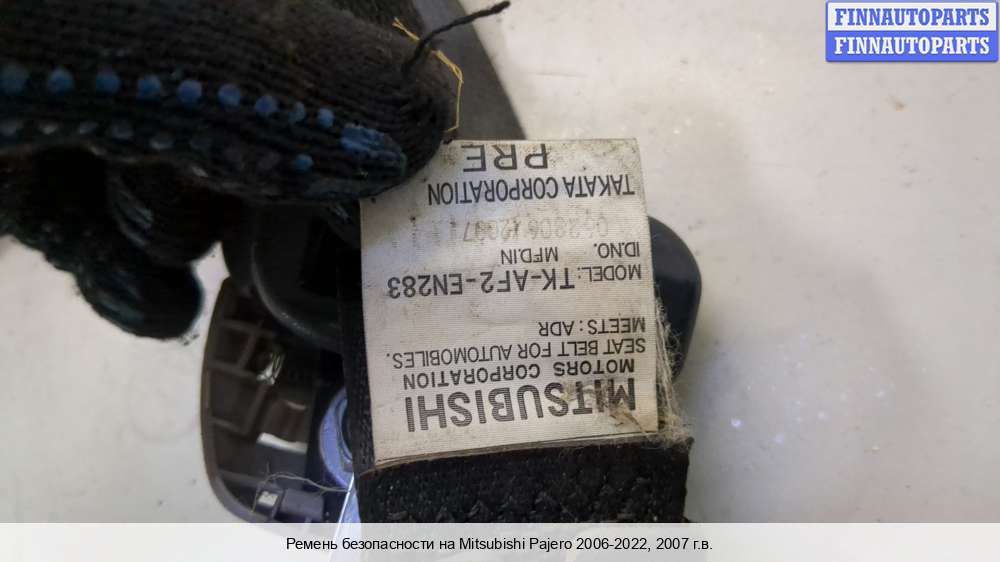 FINNAUTOPARTS
FINNAUTOPARTS
MITSUBISHI
MOTORS CORPORATION
SEAT BELT FOR AUTOMOBILES.
MEETS: ADR
MODEL: TK-AF2-EN283
ID.NO. MFD.IN
TAKATA CORPORATION
PRE
Ремень безопасности на Mitsubishi Pajero 2006-2022, 2007 г.в.